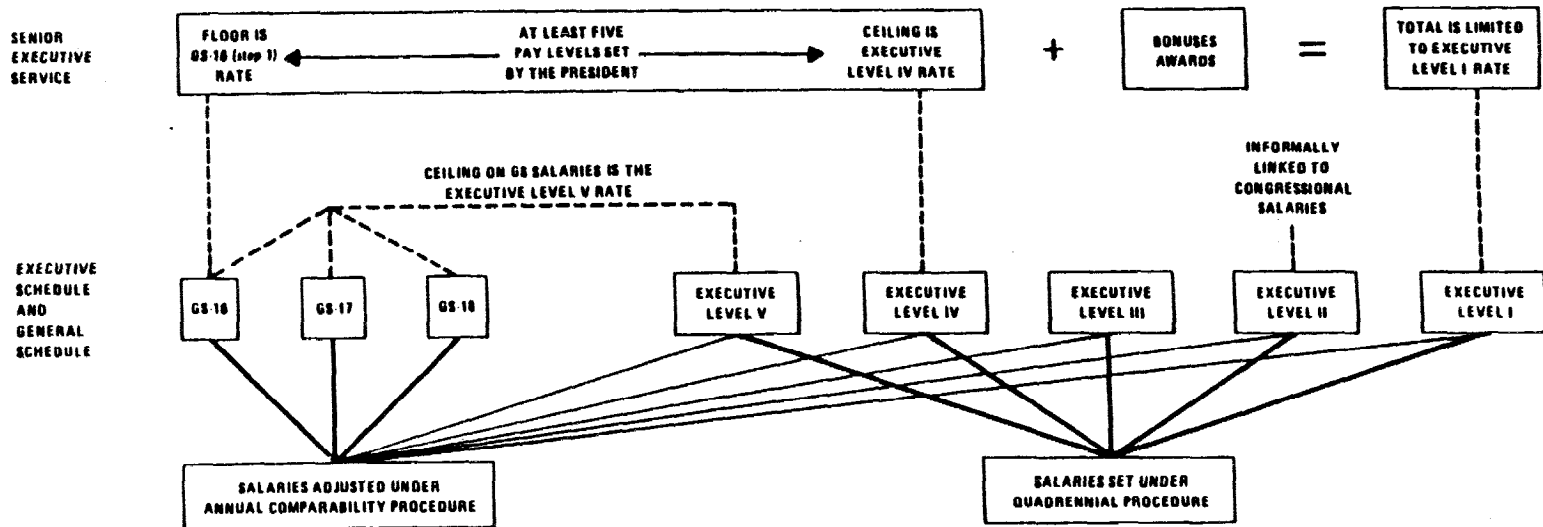 SENIOR
EXECUTIVE
SERVICE
FLOOR IS
GS-16 (step 1)
RATE
AT LEAST FIVE
PAY LEVELS SET
BY THE PRESIDENT
CEILING IS
EXECUTIVE
LEVEL IV RATE
+
BONUSES
AWARDS
=
TOTAL IS LIMITED
TO EXECUTIVE
LEVEL I RATE
CEILING ON GS SALARIES IS THE
EXECUTIVE LEVEL V RATE
INFORMALLY
LINKED TO
CONGRESSIONAL
SALARIES
EXECUTIVE
SCHEDULE
AND
GENERAL
SCHEDULE
GS-16
GS-17
GS-18
EXECUTIVE
LEVEL V
EXECUTIVE
LEVEL IV
EXECUTIVE
LEVEL III
EXECUTIVE
LEVEL II
EXECUTIVE
LEVEL I
SALARIES ADJUSTED UNDER
ANNUAL COMPARABILITY PROCEDURE
SALARIES SET UNDER
QUADRENNIAL PROCEDURE